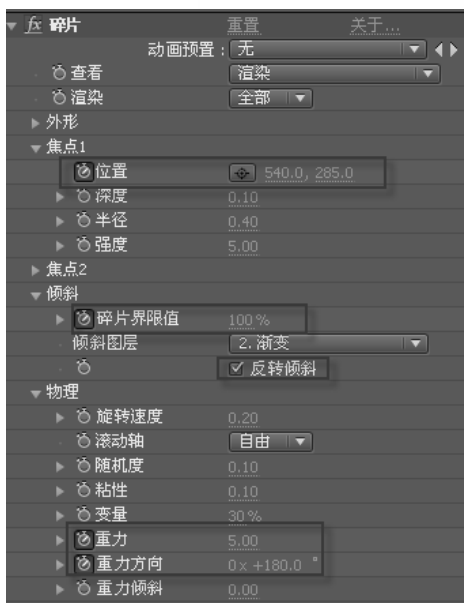 fx 碎片 重置 关于...
动画预置： 无
查看 渲染
渲染 全部
外形
焦点1
位置 540.0, 285.0
深度 0.10
半径 0.40
强度 5.00
焦点2
倾斜
碎片界限值 100%
倾斜图层 2. 渐变
反转倾斜
物理
旋转速度 0.20
滚动轴 自由
随机度 0.10
粘性 0.10
变量 30%
重力 5.00
重力方向 0x +180.0 °
重力倾斜 0.00